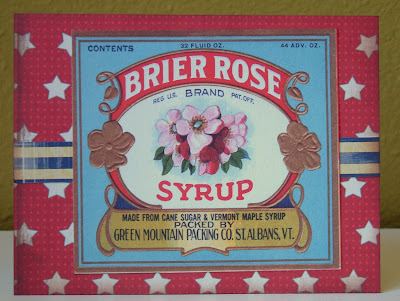 CONTENTS 32 FLUID OZ. 44 ADV. OZ.
BRIER ROSE
REG U.S. BRAND PAT. OFF.
SYRUP
MADE FROM CANE SUGAR & VERMONT MAPLE SYRUP
PACKED BY
GREEN MOUNTAIN PACKING CO. ST. ALBANS, VT.